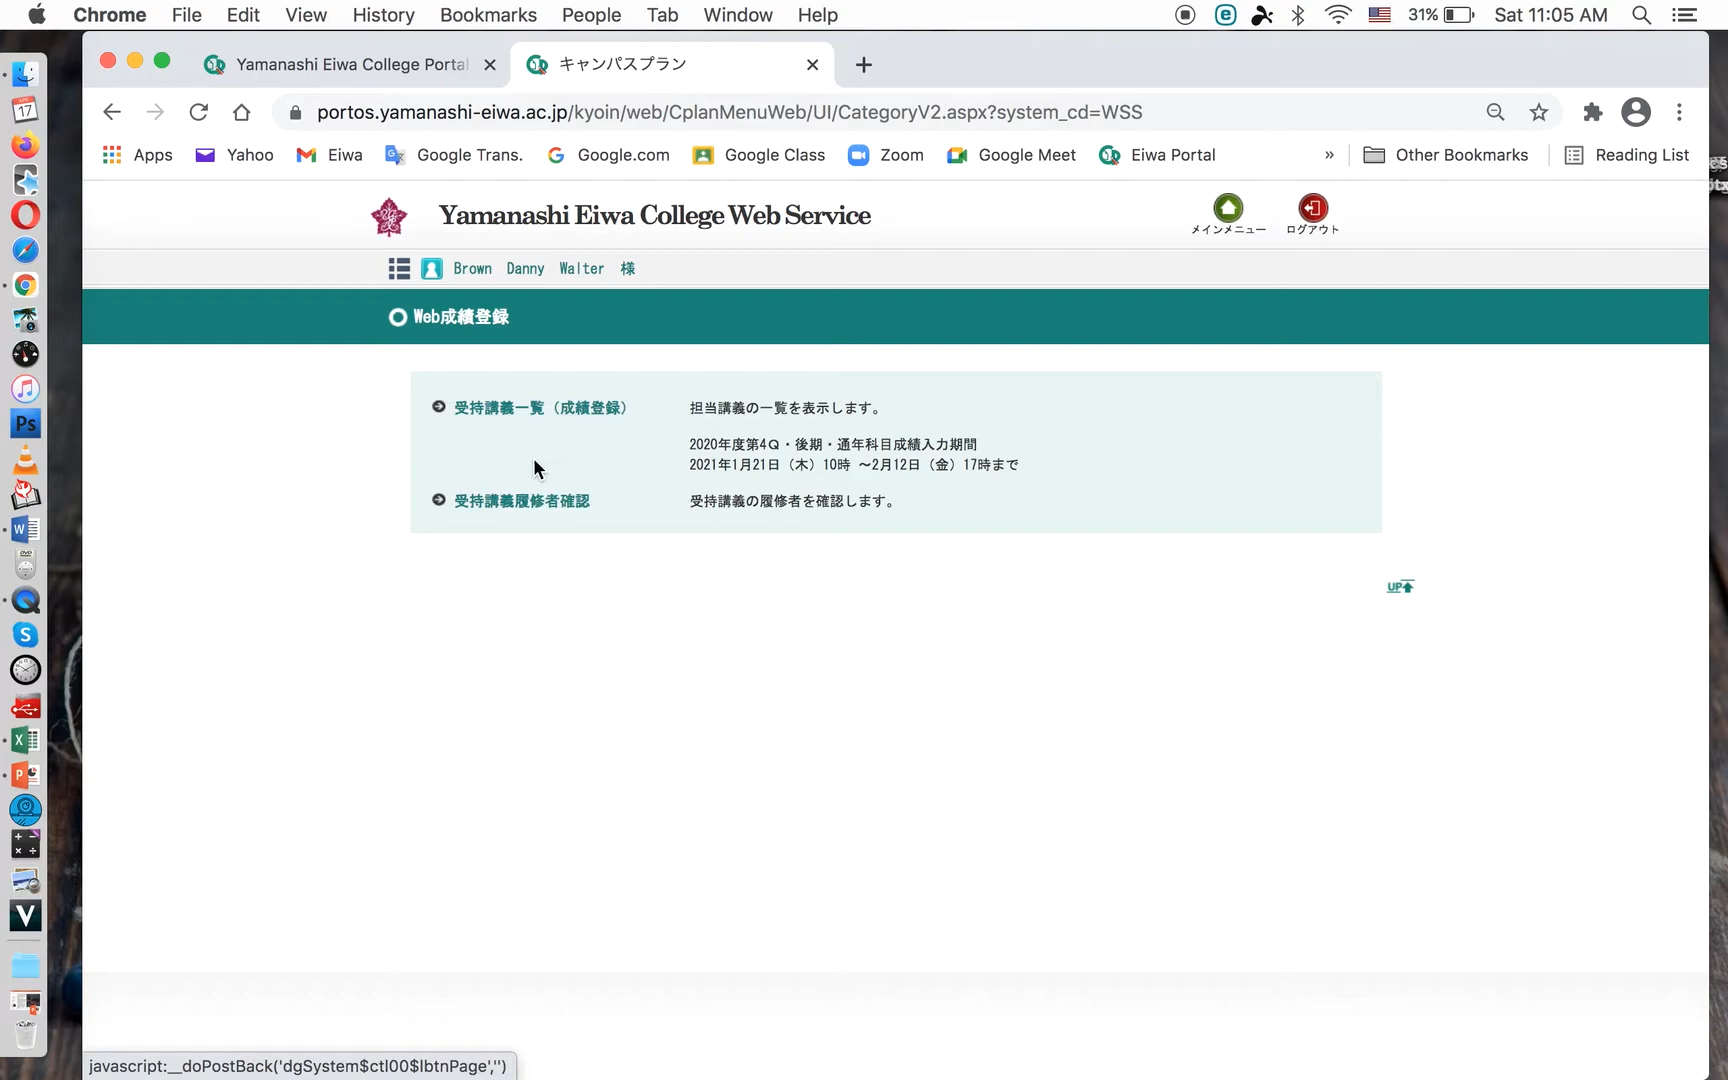 Chrome File Edit View History Bookmarks People Tab Window Help 31% Sat 11:05 AM
Yamanashi Eiwa College Portal キャンパスプラン
portos.yamanashi-eiwa.ac.jp/kyoin/web/CplanMenuWeb/UI/CategoryV2.aspx?system_cd=WSS
Apps Yahoo Eiwa Google Trans. Google.com Google Class Zoom Google Meet Eiwa Portal » Other Bookmarks Reading List
Yamanashi Eiwa College Web Service
メインメニュー ログアウト
Brown Danny Walter 様
Web成績登録
受持講義一覧（成績登録） 担当講義の一覧を表示します。
2020年度第4Q・後期・通年科目成績入力期間
2021年1月21日（木）10時 ～2月12日（金）17時まで
受持講義履修者確認 受持講義の履修者を確認します。
UP
javascript:__doPostBack('dgSystem$ctl00$lbtnPage','')